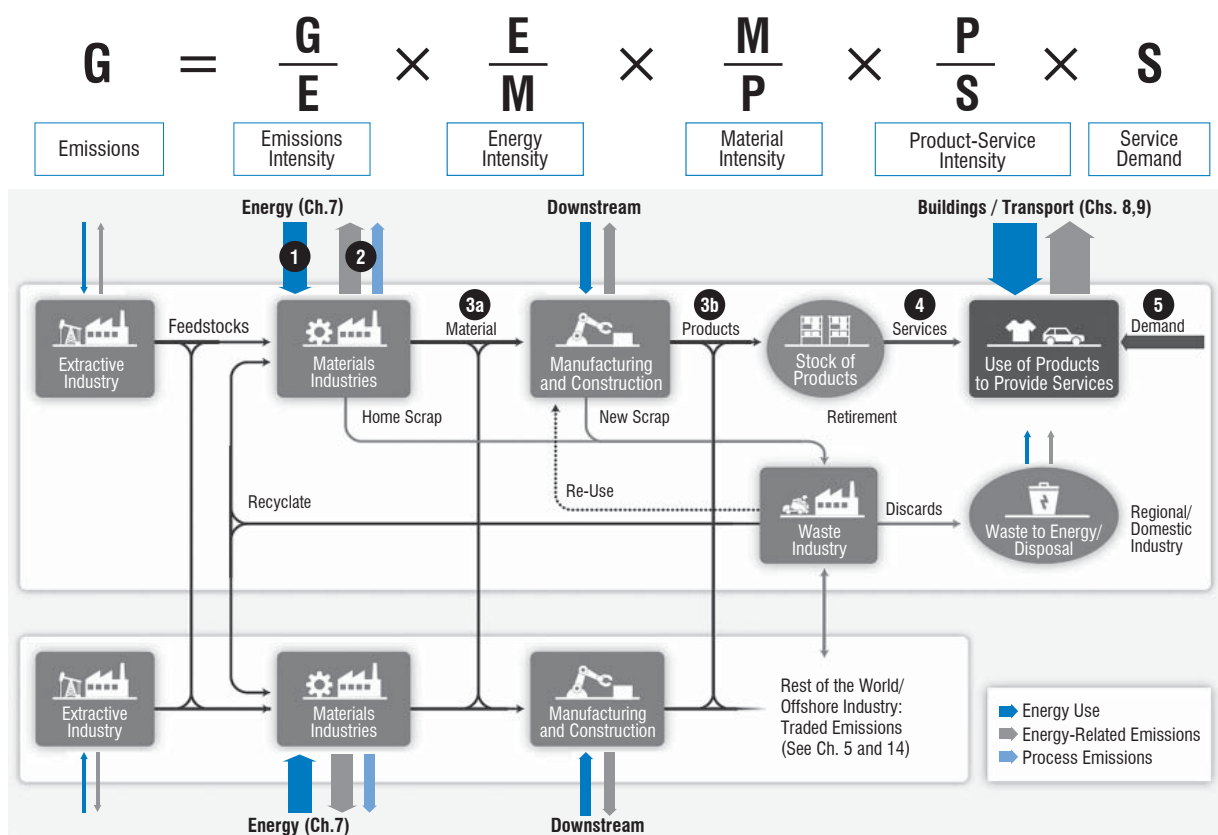 G = G/E × E/M × M/P × P/S × S
Emissions
Emissions
Intensity
Energy
Intensity
Material
Intensity
Product-Service
Intensity
Service
Demand
Energy (Ch.7)
Downstream
Buildings / Transport (Chs. 8,9)
1
2
3a
3b
4
5
Extractive
Industry
Feedstocks
Materials
Industries
Material
Manufacturing
and Construction
Products
Stock of
Products
Services
Use of Products
to Provide Services
Demand
Home Scrap
New Scrap
Retirement
Recyclate
Re-Use
Waste
Industry
Discards
Waste to Energy/
Disposal
Regional/
Domestic
Industry
Extractive
Industry
Materials
Industries
Manufacturing
and Construction
Rest of the World/
Offshore Industry:
Traded Emissions
(See Ch. 5 and 14)
Energy Use
Energy-Related Emissions
Process Emissions
Energy (Ch.7)
Downstream